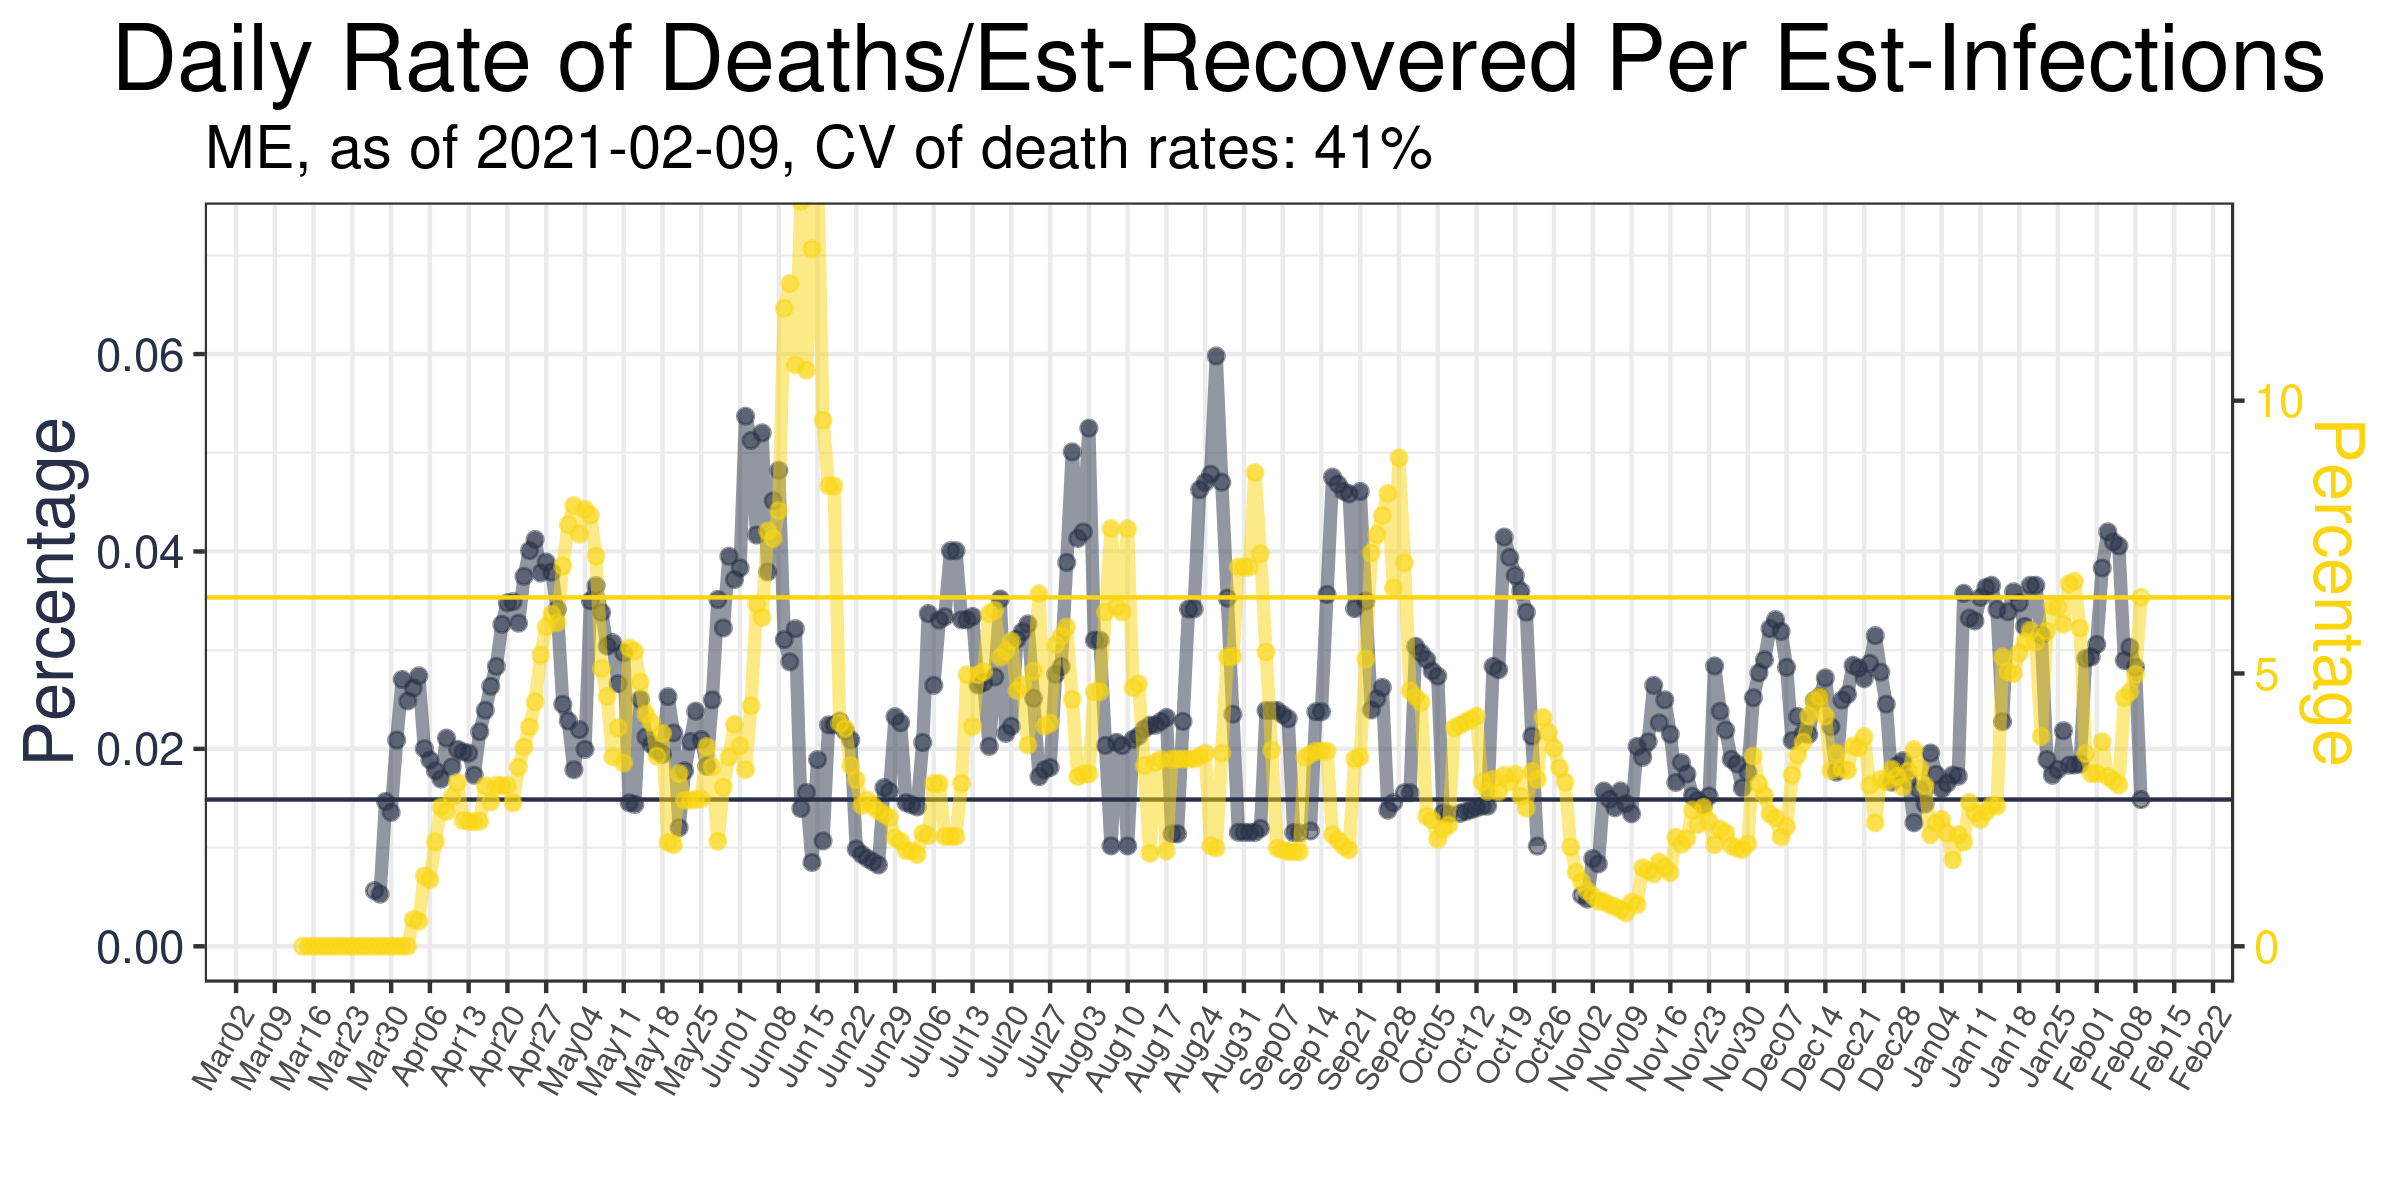 Daily Rate of Deaths/Est-Recovered Per Est-Infections
ME, as of 2021-02-09, CV of death rates: 41%
Percentage
0.06
0.04
0.02
0.00
10
5
0
Percentage
Mar02
Mar09
Mar16
Mar23
Mar30
Apr06
Apr13
Apr20
Apr27
May04
May11
May18
May25
Jun01
Jun08
Jun15
Jun22
Jun29
Jul06
Jul13
Jul20
Jul27
Aug03
Aug10
Aug17
Aug24
Aug31
Sep07
Sep14
Sep21
Sep28
Oct05
Oct12
Oct19
Oct26
Nov02
Nov09
Nov16
Nov23
Nov30
Dec07
Dec14
Dec21
Dec28
Jan04
Jan11
Jan18
Jan25
Feb01
Feb08
Feb15
Feb22